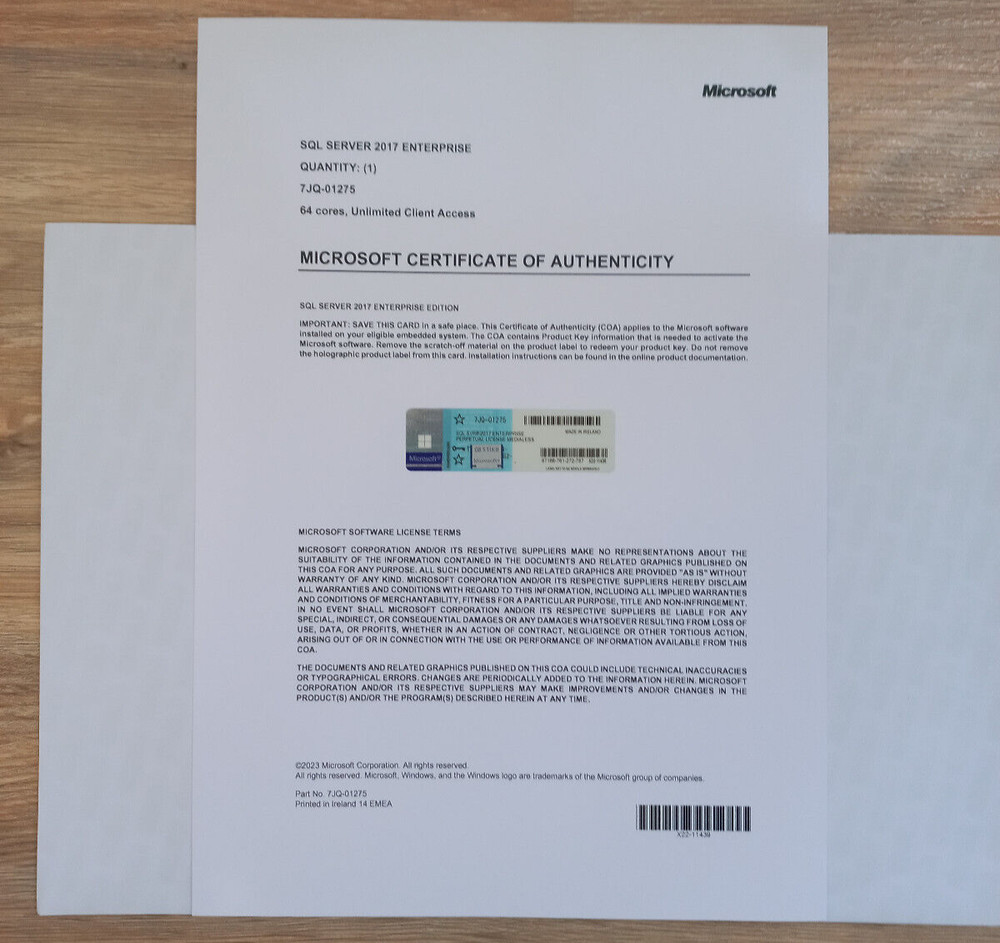 Microsoft
SQL SERVER 2017 ENTERPRISE
QUANTITY: (1)
7JQ-01275
64 cores, Unlimited Client Access
MICROSOFT CERTIFICATE OF AUTHENTICITY
SQL SERVER 2017 ENTERPRISE EDITION
IMPORTANT: SAVE THIS CARD in a safe place. This Certificate of Authenticity (COA) applies to the Microsoft software
installed on your eligible embedded system. The COA contains Product Key information that is needed to activate the
Microsoft software. Remove the scratch-off material on the product label to redeem your product key. Do not remove
the holographic product label from this card. Installation instructions can be found in the online product documentation.
7JQ-01275
MADE IN IRELAND
PERPETUAL LICENSE MEDIALESS
Microsoft®
MICROSOFT SOFTWARE LICENSE TERMS
MICROSOFT CORPORATION AND/OR ITS RESPECTIVE SUPPLIERS MAKE NO REPRESENTATIONS ABOUT THE
SUITABILITY OF THE INFORMATION CONTAINED IN THE DOCUMENTS AND RELATED GRAPHICS PUBLISHED ON
THIS COA FOR ANY PURPOSE. ALL SUCH DOCUMENTS AND RELATED GRAPHICS ARE PROVIDED "AS IS" WITHOUT
WARRANTY OF ANY KIND. MICROSOFT CORPORATION AND/OR ITS RESPECTIVE SUPPLIERS HEREBY DISCLAIM
ALL WARRANTIES AND CONDITIONS WITH REGARD TO THIS INFORMATION, INCLUDING ALL IMPLIED WARRANTIES
AND CONDITIONS OF MERCHANTABILITY, FITNESS FOR A PARTICULAR PURPOSE, TITLE AND NON-INFRINGEMENT.
IN NO EVENT SHALL MICROSOFT CORPORATION AND/OR ITS RESPECTIVE SUPPLIERS BE LIABLE FOR ANY
SPECIAL, INDIRECT, OR CONSEQUENTIAL DAMAGES OR ANY DAMAGES WHATSOEVER RESULTING FROM LOSS OF
USE, DATA, OR PROFITS, WHETHER IN AN ACTION OF CONTRACT, NEGLIGENCE OR OTHER TORTIOUS ACTION,
ARISING OUT OF OR IN CONNECTION WITH THE USE OR PERFORMANCE OF INFORMATION AVAILABLE FROM THIS
COA.
THE DOCUMENTS AND RELATED GRAPHICS PUBLISHED ON THIS COA COULD INCLUDE TECHNICAL INACCURACIES
OR TYPOGRAPHICAL ERRORS. CHANGES ARE PERIODICALLY ADDED TO THE INFORMATION HEREIN. MICROSOFT
CORPORATION AND/OR ITS RESPECTIVE SUPPLIERS MAY MAKE IMPROVEMENTS AND/OR CHANGES IN THE
PRODUCT(S) AND/OR THE PROGRAM(S) DESCRIBED HEREIN AT ANY TIME.
©2023 Microsoft Corporation. All rights reserved.
All rights reserved. Microsoft, Windows, and the Windows logo are trademarks of the Microsoft group of companies.
Part No. 7JQ-01275
Printed in Ireland 14 EMEA
X22-11439